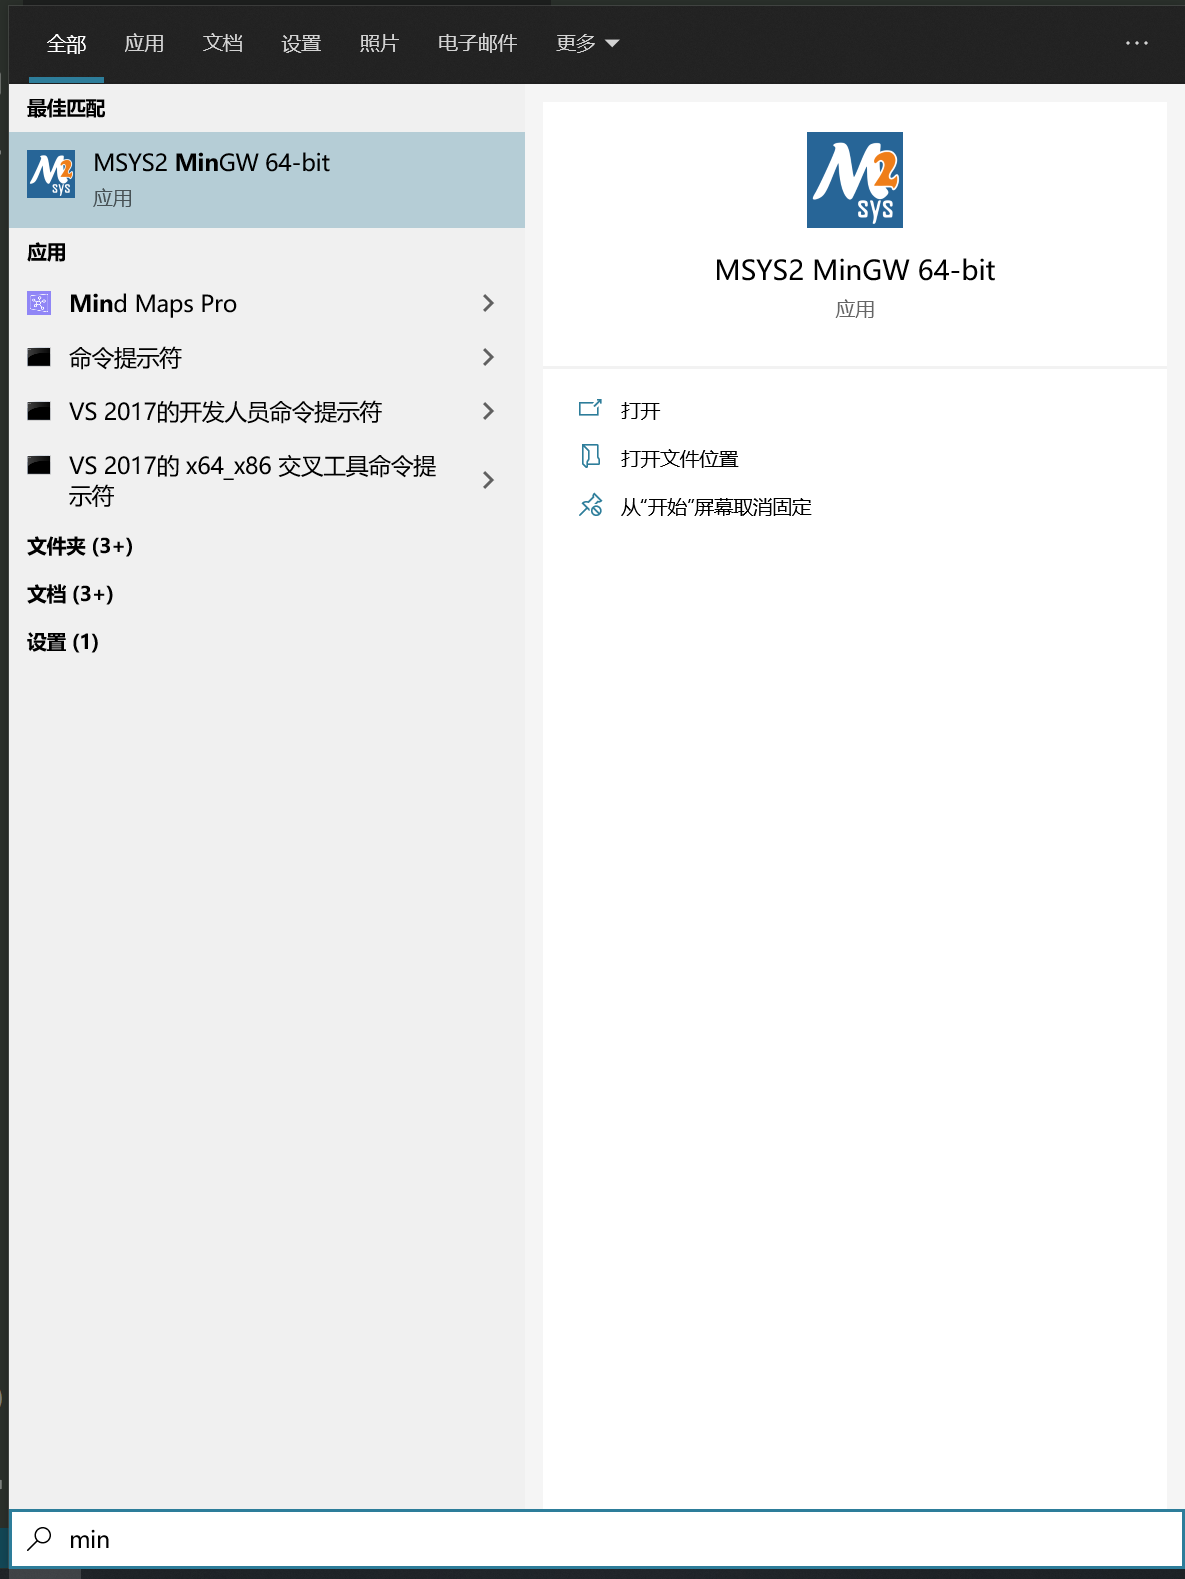 全部 应用 文档 设置 照片 电子邮件 更多 ...
最佳匹配
MSYS2 MinGW 64-bit
应用
应用
Mind Maps Pro
命令提示符
VS 2017的开发人员命令提示符
VS 2017的 x64_x86 交叉工具命令提
示符
文件夹 (3+)
文档 (3+)
设置 (1)
M2
sys
MSYS2 MinGW 64-bit
应用
打开
打开文件位置
从“开始”屏幕取消固定
min